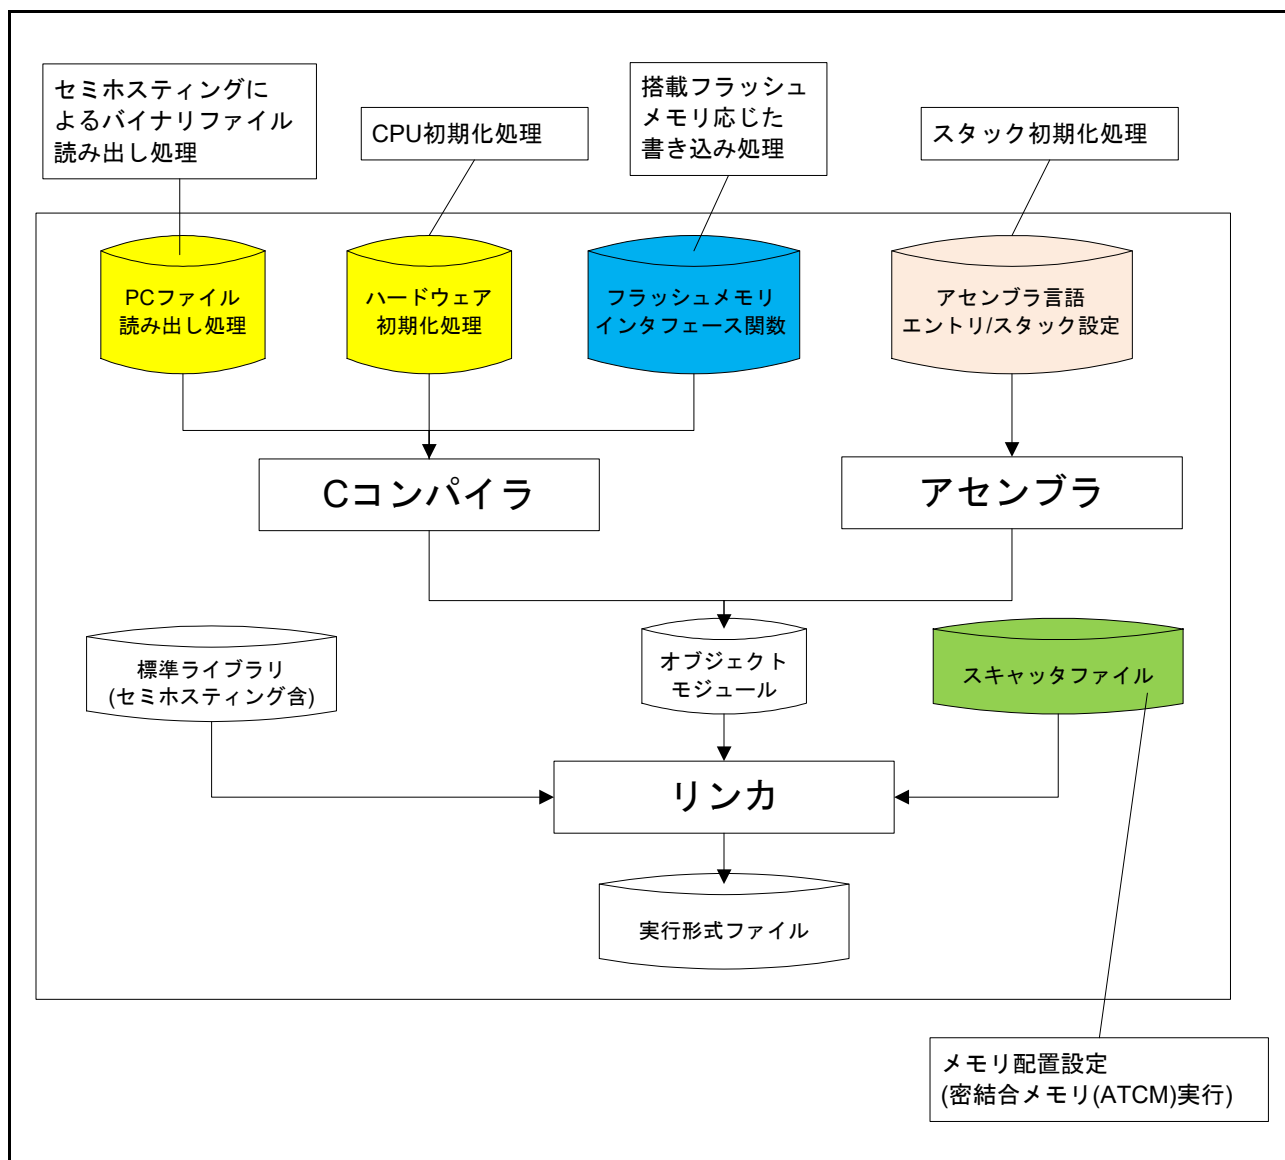 セミホスティングに
よるバイナリファイル
読み出し処理
CPU初期化処理
搭載フラッシュ
メモリ応じた
書き込み処理
スタック初期化処理
PCファイル
読み出し処理
ハードウェア
初期化処理
フラッシュメモリ
インタフェース関数
アセンブラ言語
エントリ/スタック設定
Cコンパイラ
アセンブラ
標準ライブラリ
(セミホスティング含)
オブジェクト
モジュール
スキャッタファイル
リンカ
実行形式ファイル
メモリ配置設定
(密結合メモリ(ATCM)実行)